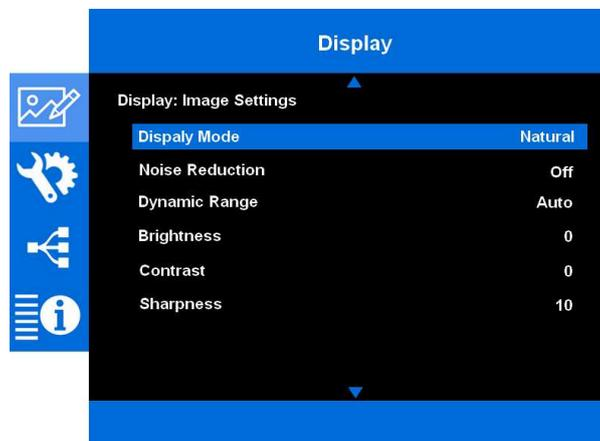 Display
Display: Image Settings
Dispaly Mode Natural
Noise Reduction Off
Dynamic Range Auto
Brightness 0
Contrast 0
Sharpness 10